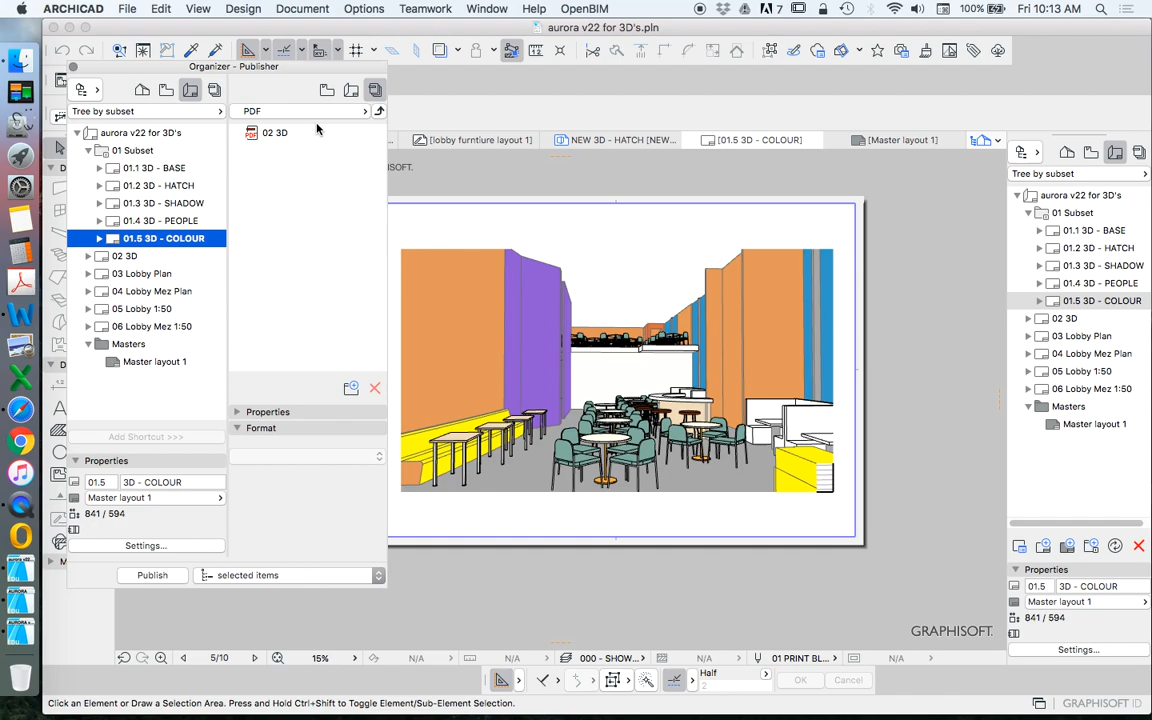 ARCHICAD File Edit View Design Document Options Teamwork Window Help OpenBIM
7 100% Fri 10:13 AM
aurora v22 for 3D's.pln
Organizer - Publisher
Tree by subset PDF
aurora v22 for 3D's
01 Subset
01.1 3D - BASE
01.2 3D - HATCH
01.3 3D - SHADOW
01.4 3D - PEOPLE
01.5 3D - COLOUR
02 3D
03 Lobby Plan
04 Lobby Mez Plan
05 Lobby 1:50
06 Lobby Mez 1:50
Masters
Master layout 1
Add Shortcut >>>
Properties
01.5 3D - COLOUR
Master layout 1
841 / 594
Settings...
Publish selected items
PDF 02 3D
Properties
Format
[lobby furntiure layout 1] NEW 3D - HATCH [NEW... [01.5 3D - COLOUR] [Master layout 1]
SOFT.
Tree by subset
aurora v22 for 3D's
01 Subset
01.1 3D - BASE
01.2 3D - HATCH
01.3 3D - SHADOW
01.4 3D - PEOPLE
01.5 3D - COLOUR
02 3D
03 Lobby Plan
04 Lobby Mez Plan
05 Lobby 1:50
06 Lobby Mez 1:50
Masters
Master layout 1
Properties
01.5 3D - COLOUR
Master layout 1
841 / 594
Settings...
GRAPHISOFT.
5/10 15% N/A N/A N/A 000 - SHOW... N/A 01 PRINT BL... N/A
Half
2
OK Cancel
Click an Element or Draw a Selection Area. Press and Hold Ctrl+Shift to Toggle Element/Sub-Element Selection.
GRAPHISOFT ID